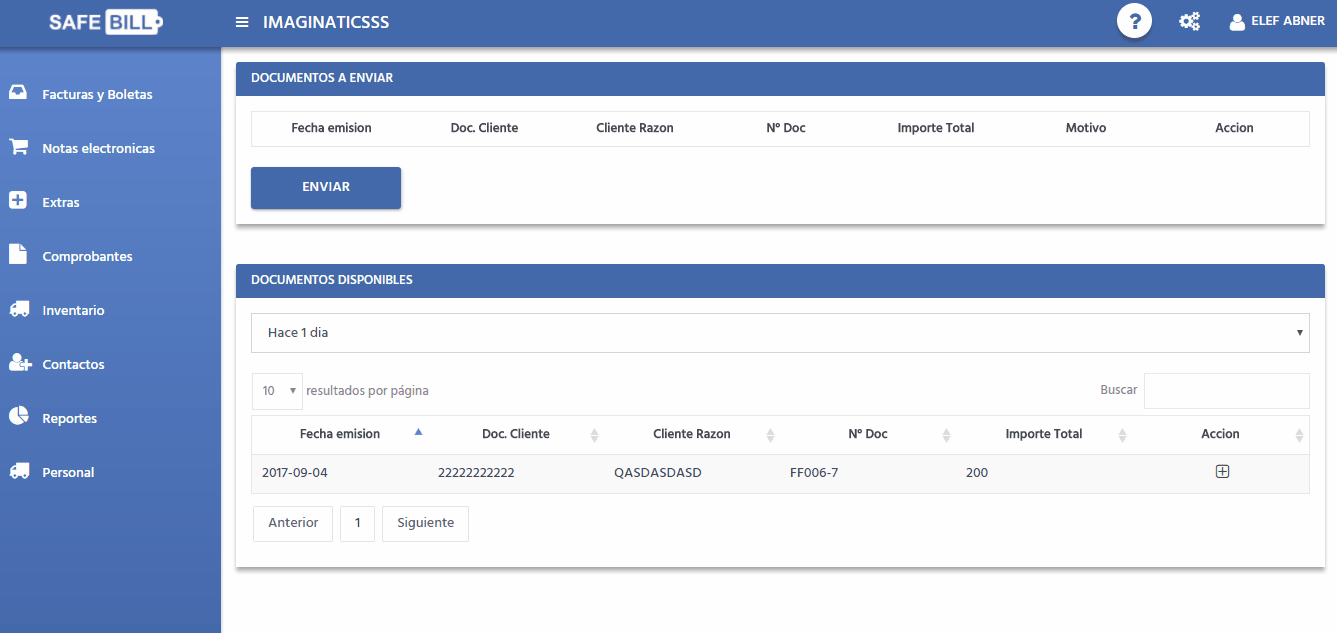 SAFE BILL IMAGINATICSSS ? ELEF ABNER
Facturas y Boletas
Notas electronicas
Extras
Comprobantes
Inventario
Contactos
Reportes
Personal
DOCUMENTOS A ENVIAR
Fecha emision Doc. Cliente Cliente Razon N° Doc Importe Total Motivo Accion
ENVIAR
DOCUMENTOS DISPONIBLES
Hace 1 dia
10 resultados por página Buscar
Fecha emision Doc. Cliente Cliente Razon N° Doc Importe Total Accion
2017-09-04 22222222222 QASDASDASD FF006-7 200
Anterior 1 Siguiente